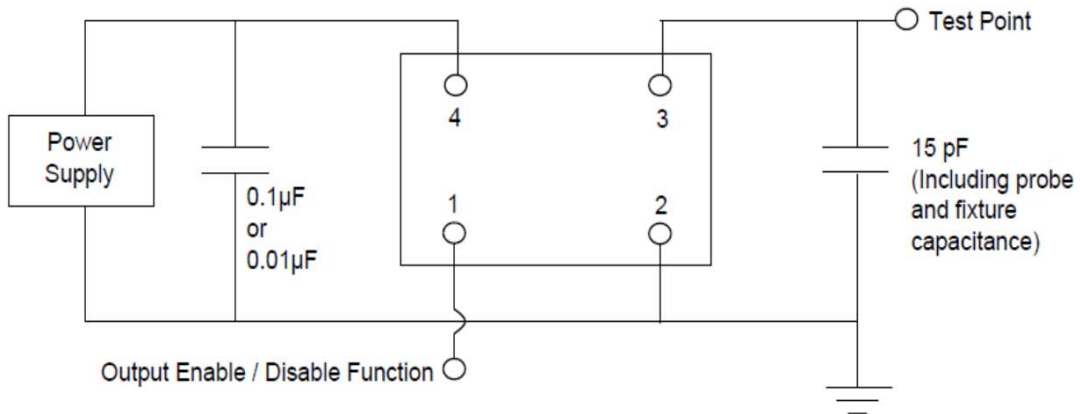 Test Point
4
3
Power
Supply
15 pF
(Including probe
and fixture
capacitance)
0.1µF
or
0.01µF
1
2
Output Enable / Disable Function